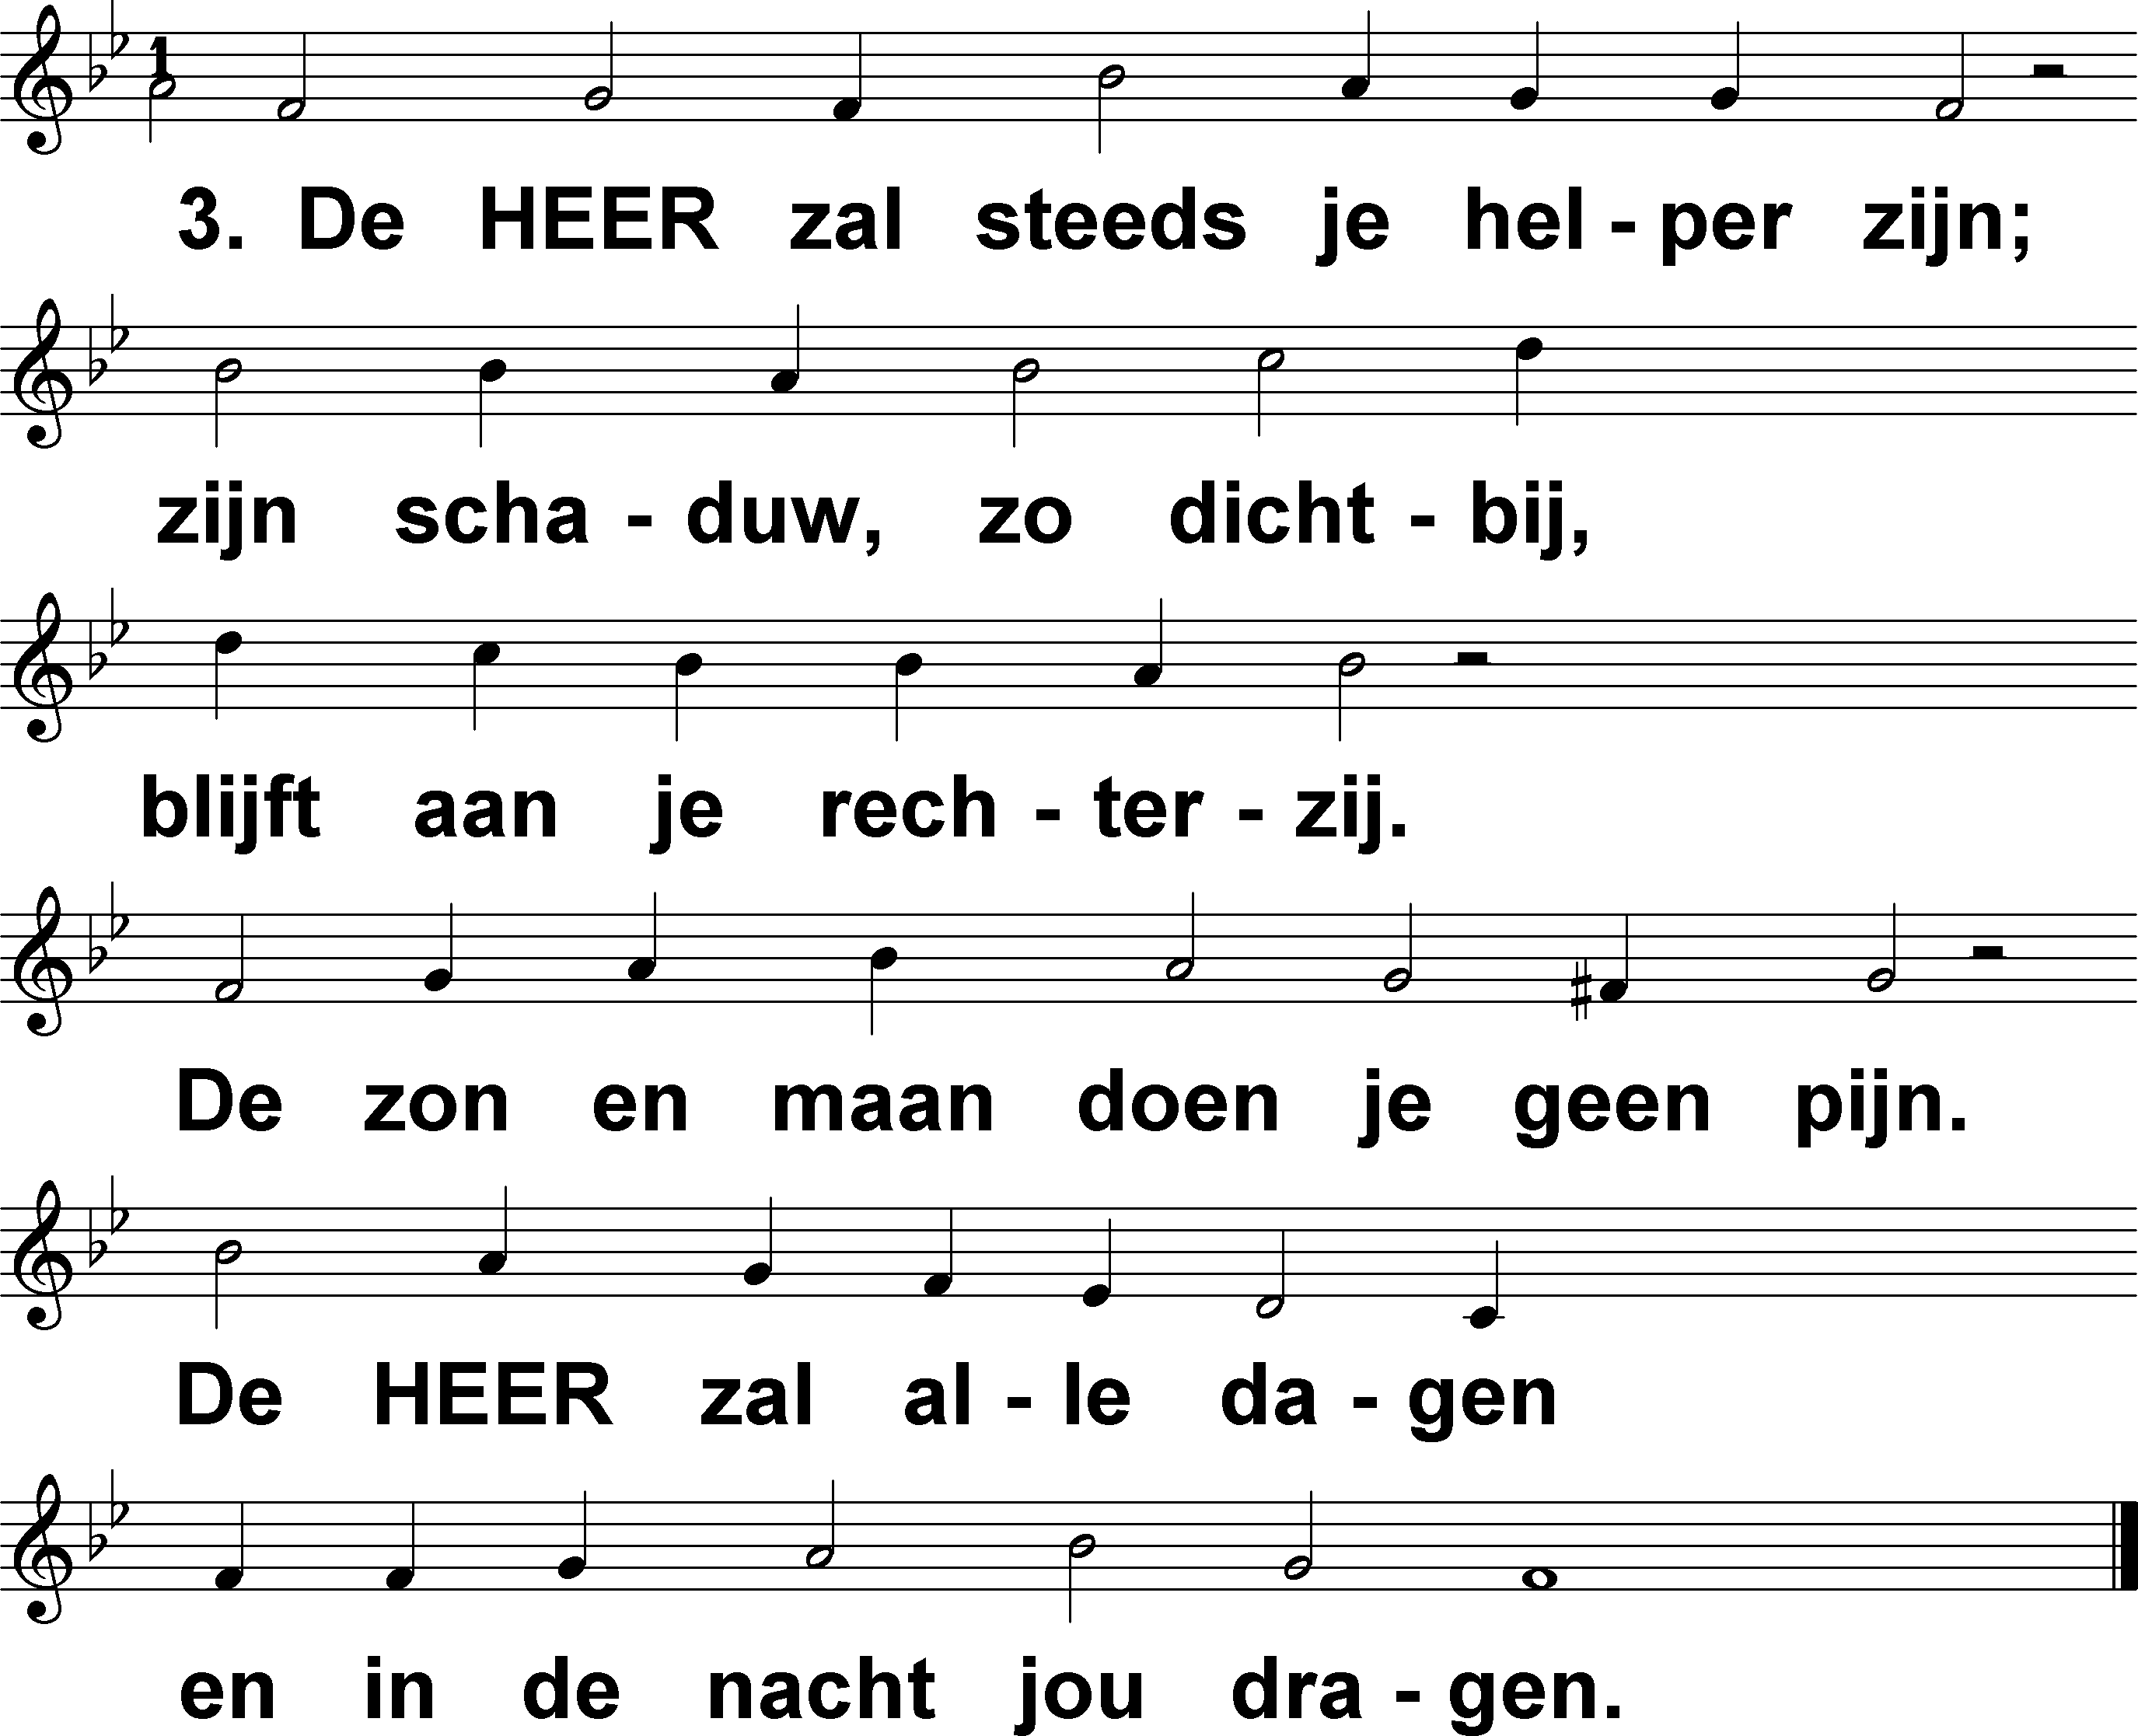 1
3. De HEER zal steeds je hel - per zijn;
zijn scha - duw, zo dicht - bij,
blijft aan je rech - ter - zij.
De zon en maan doen je geen pijn.
De HEER zal al - le da - gen
en in de nacht jou dra - gen.